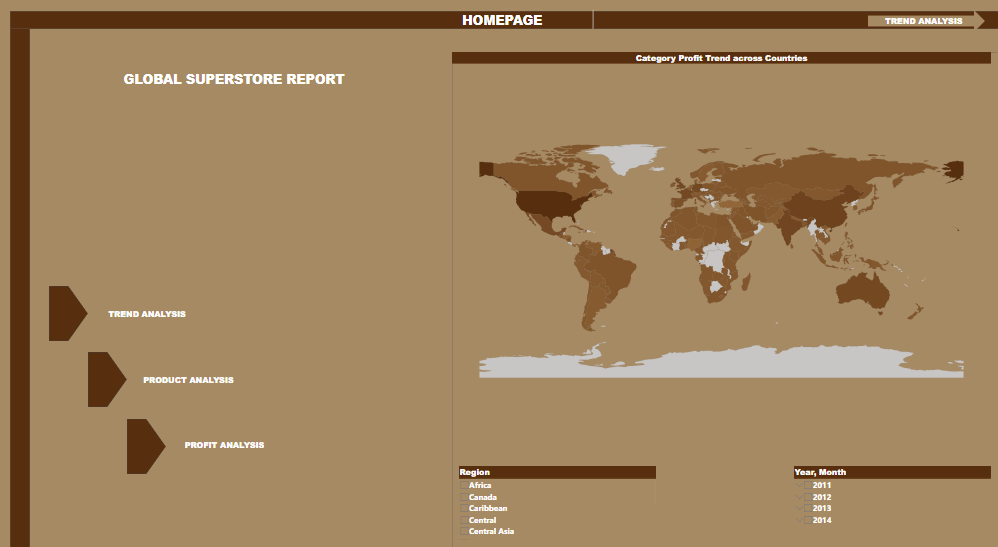 HOMEPAGE
TREND ANALYSIS
GLOBAL SUPERSTORE REPORT
TREND ANALYSIS
PRODUCT ANALYSIS
PROFIT ANALYSIS
Category Profit Trend across Countries
Region
Africa
Canada
Caribbean
Central
Central Asia
Year, Month
2011
2012
2013
2014